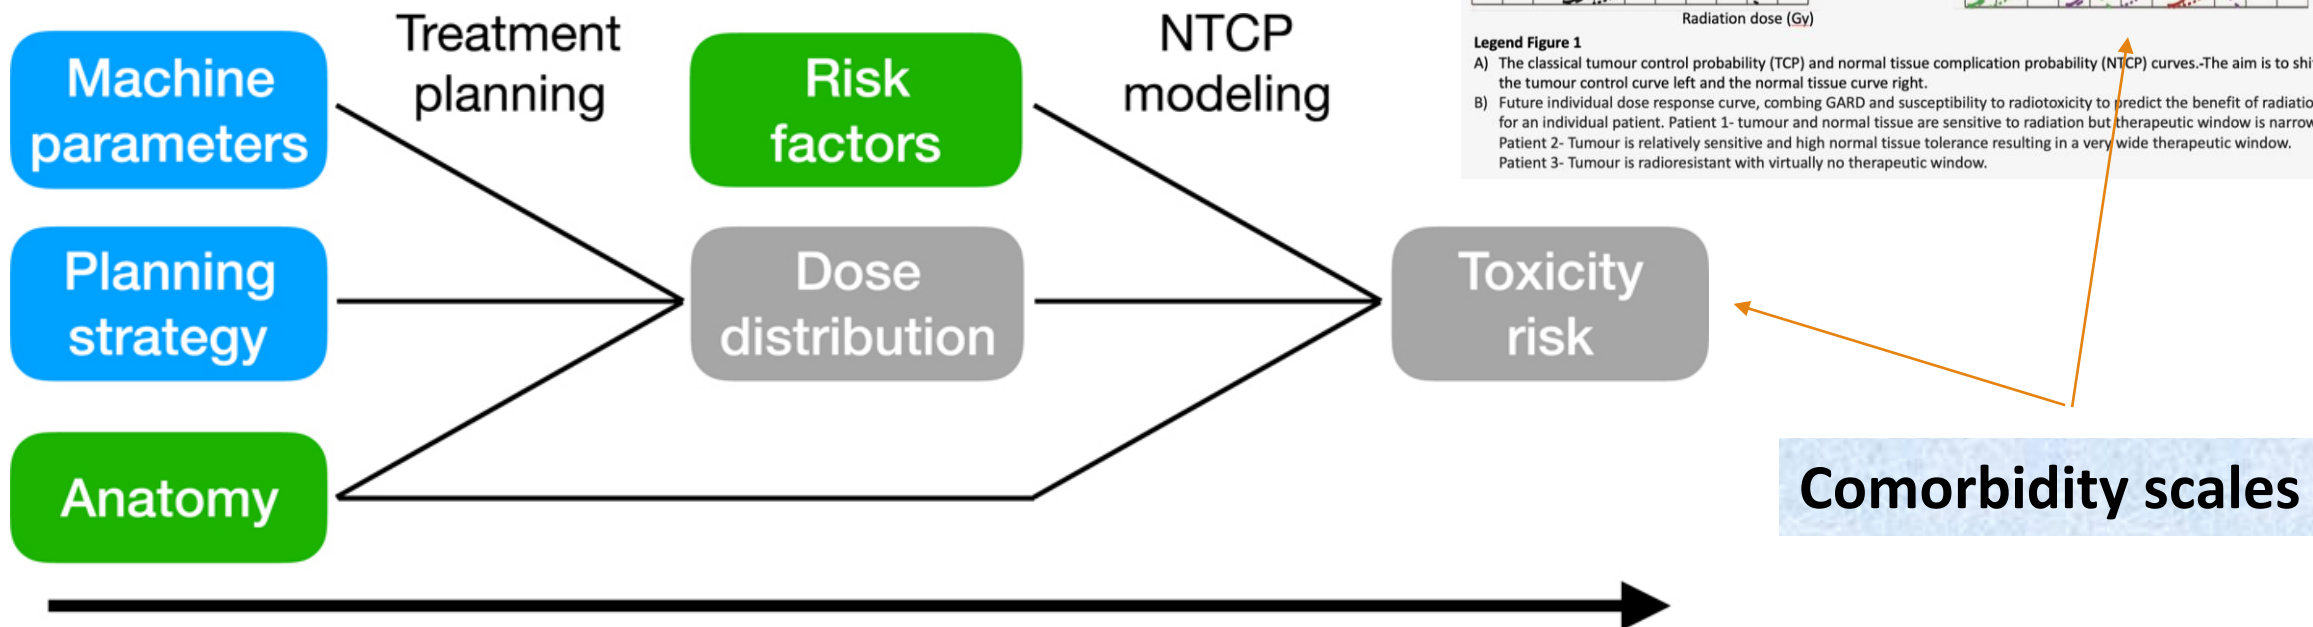 Machine
parameters
Treatment
planning
Risk
factors
NTCP
modeling
Planning
strategy
Dose
distribution
Toxicity
risk
Anatomy
Radiation dose (Gy)
Legend Figure 1
A) The classical tumour control probability (TCP) and normal tissue complication probability (NTCP) curves.-The aim is to
the tumour control curve left and the normal tissue curve right.
B) Future individual dose response curve, combing GARD and susceptibility to radiotoxicity to predict the benefit of
for an individual patient. Patient 1- tumour and normal tissue are sensitive to radiation but therapeutic window is narrow
Patient 2- Tumour is relatively sensitive and high normal tissue tolerance resulting in a very wide therapeutic window.
Patient 3- Tumour is radioresistant with virtually no therapeutic window.
Comorbidity scales